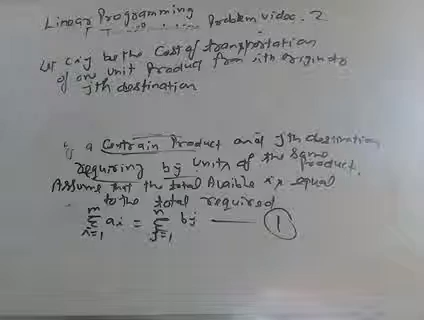 Linear Programming
Problem video. 2
Let cij be the Cost of transportation
of one unit Product from ith origin to
jth destination
a Certrain Product and jth destination
requiring bj Units of the Same
Product.
Assume that the total Avaible is equal
to the total required
m∑i=1 ai = n∑j=1 bj —— 1